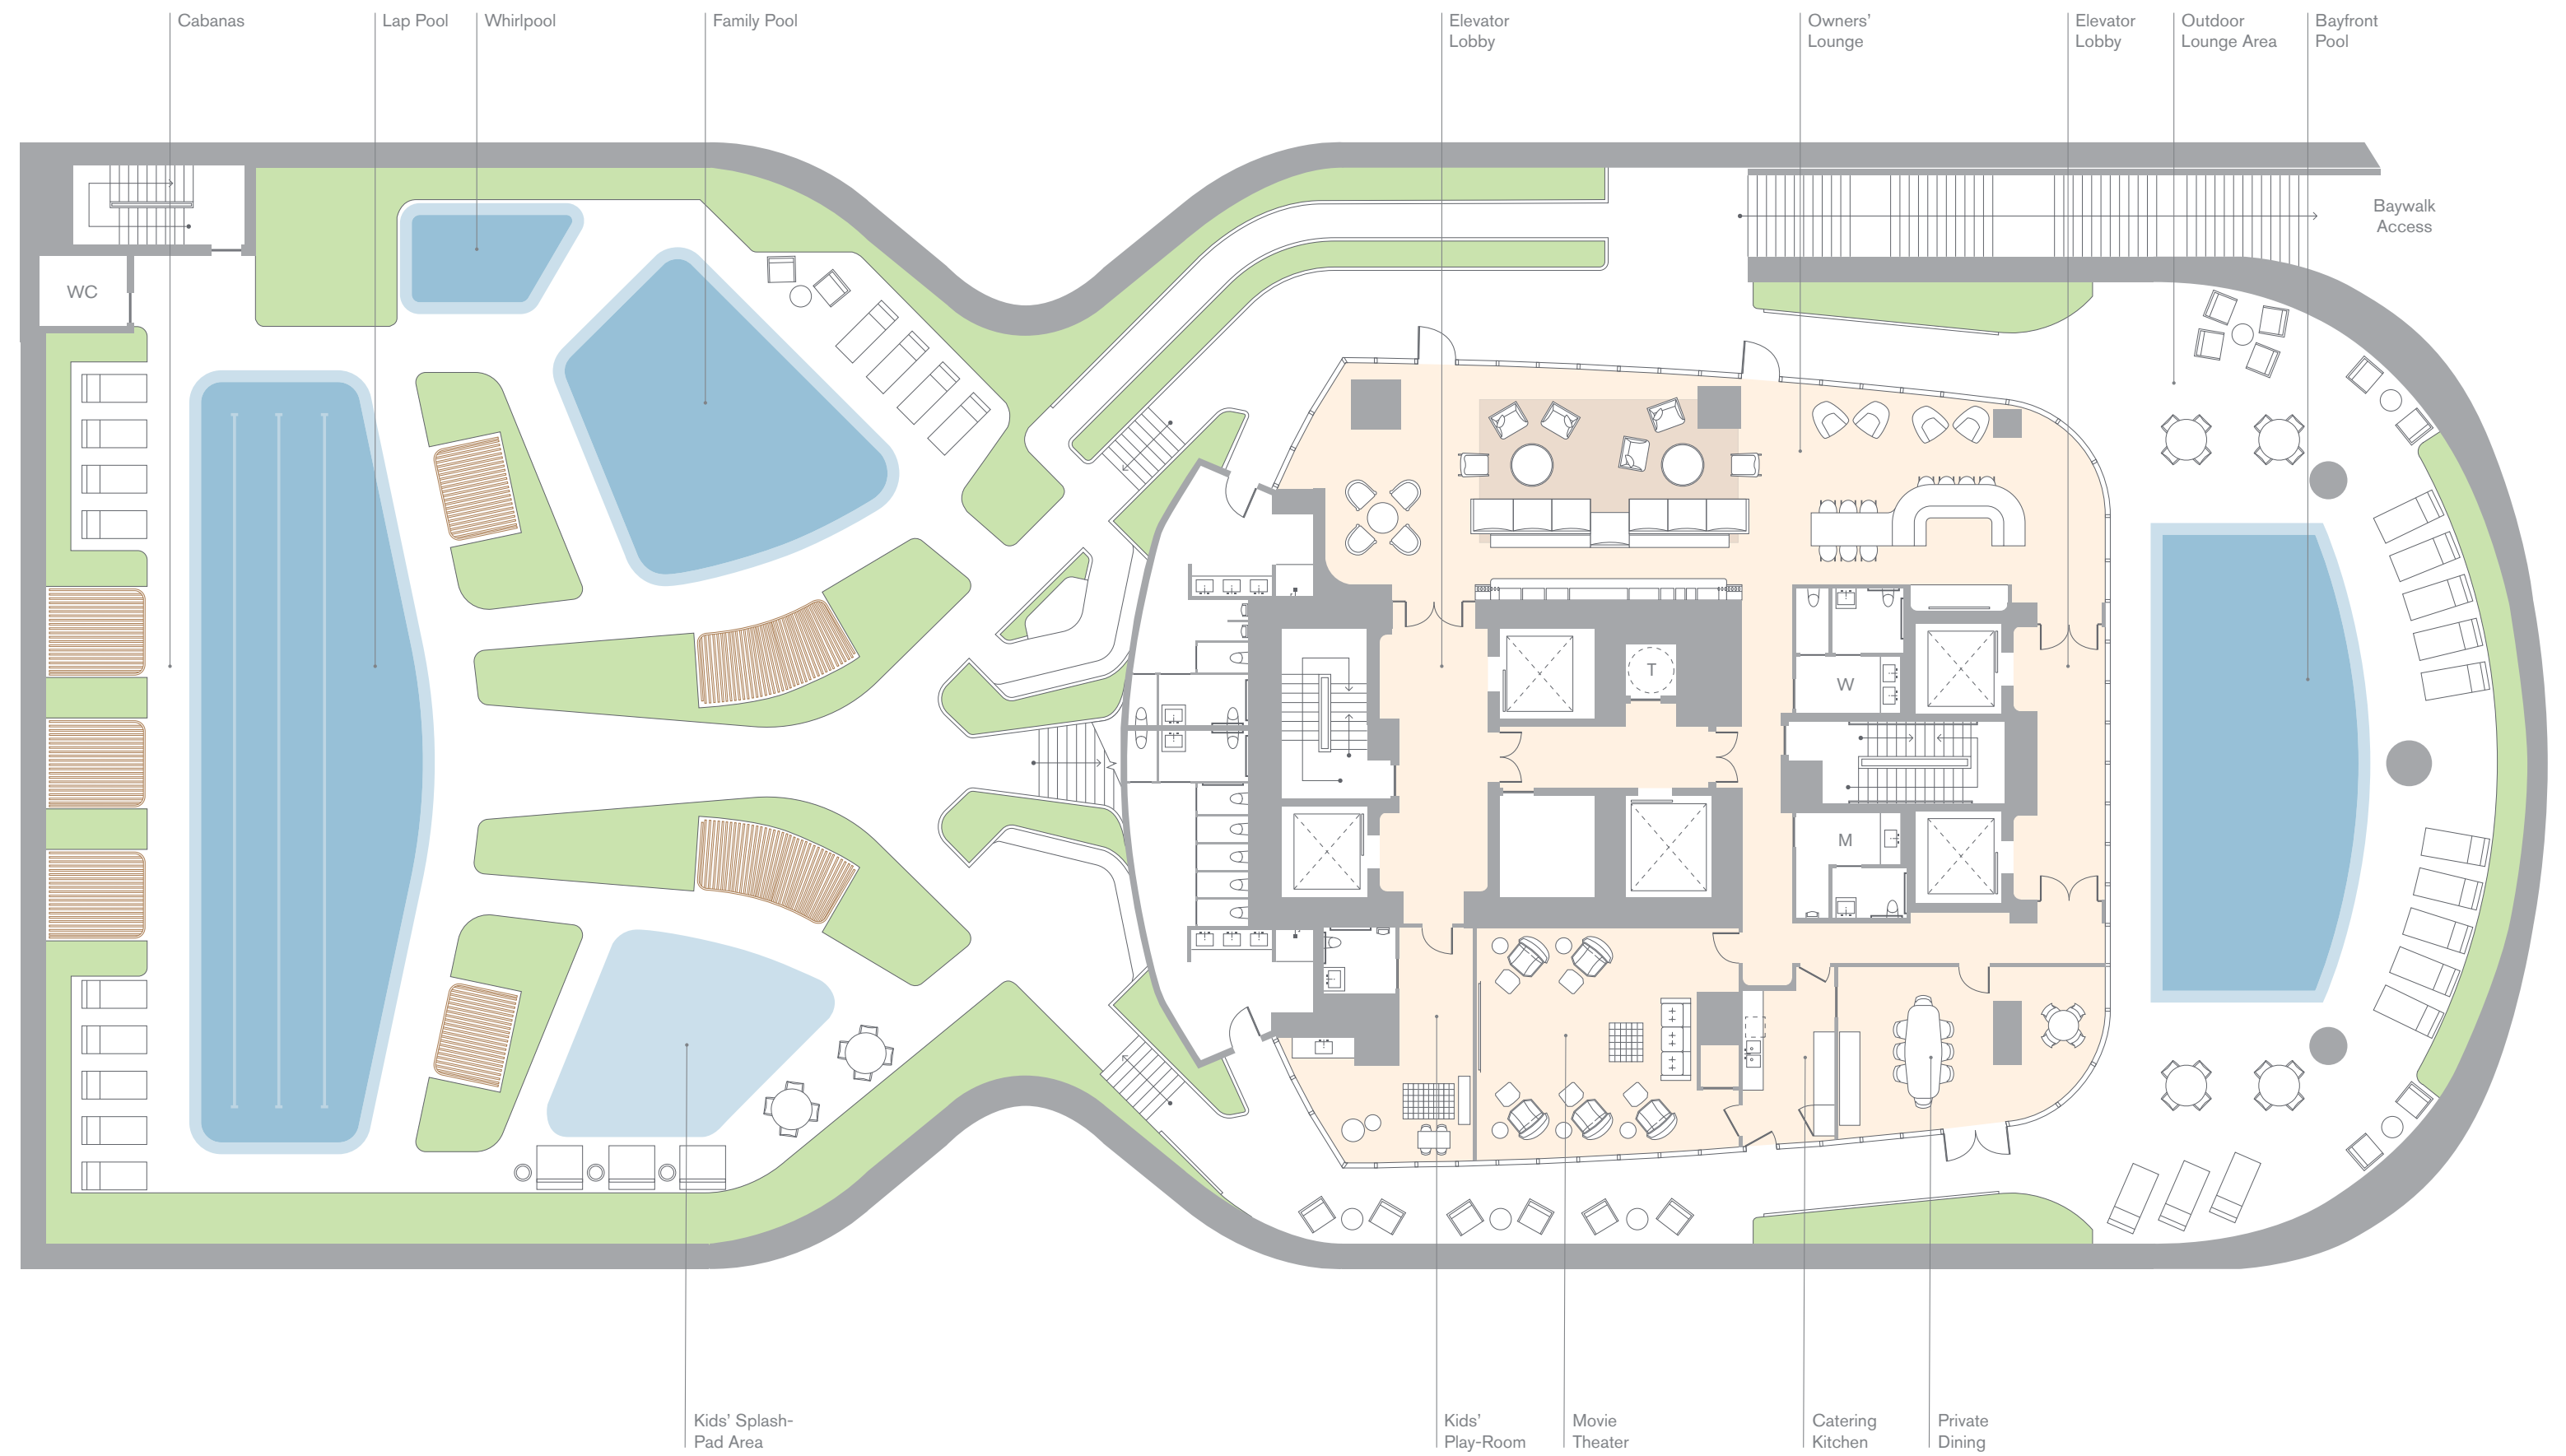 Cabanas
Lap Pool
Whirlpool
Family Pool
Elevator
Lobby
Owners'
Lounge
Elevator
Lobby
Outdoor
Lounge Area
Bayfront
Pool
Baywalk
Access
WC
T
W
M
Kids' Splash-
Pad Area
Kids'
Play-Room
Movie
Theater
Catering
Kitchen
Private
Dining